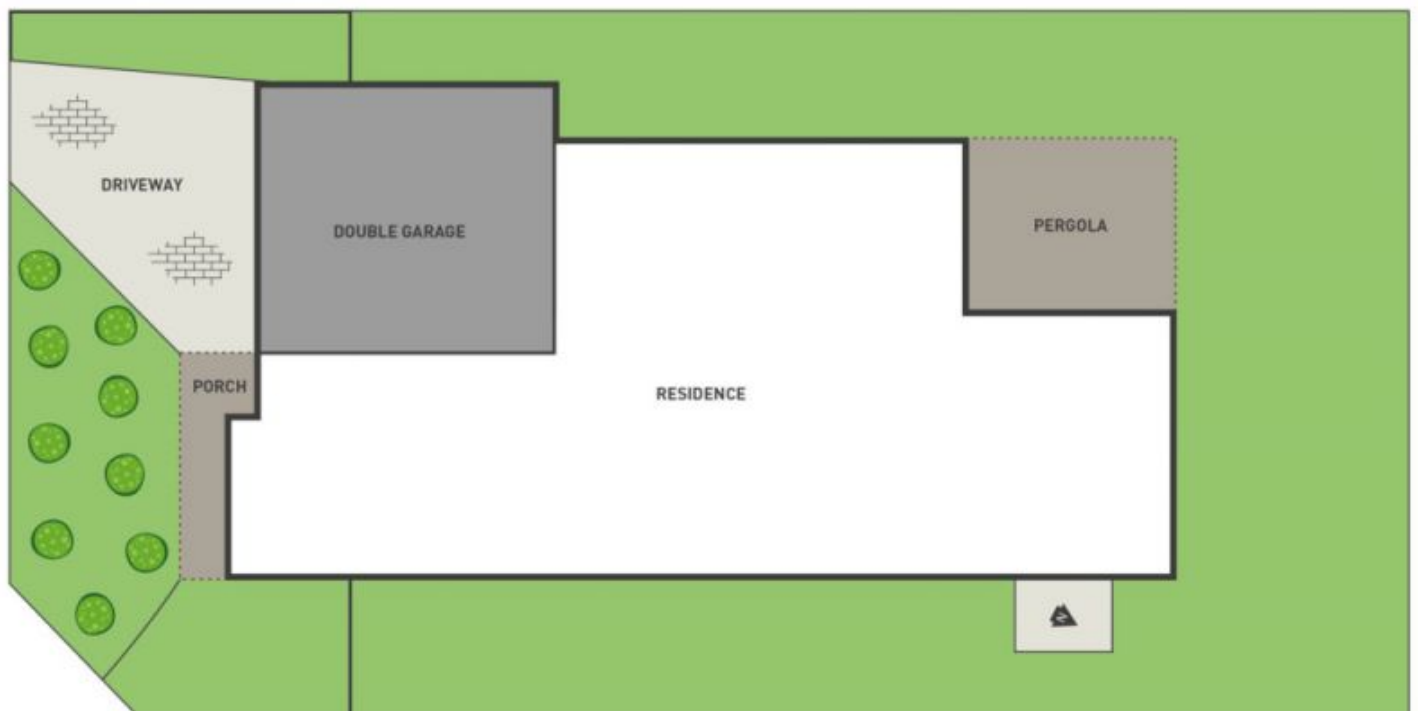 DRIVEWAY
DOUBLE GARAGE
PERGOLA
PORCH
RESIDENCE